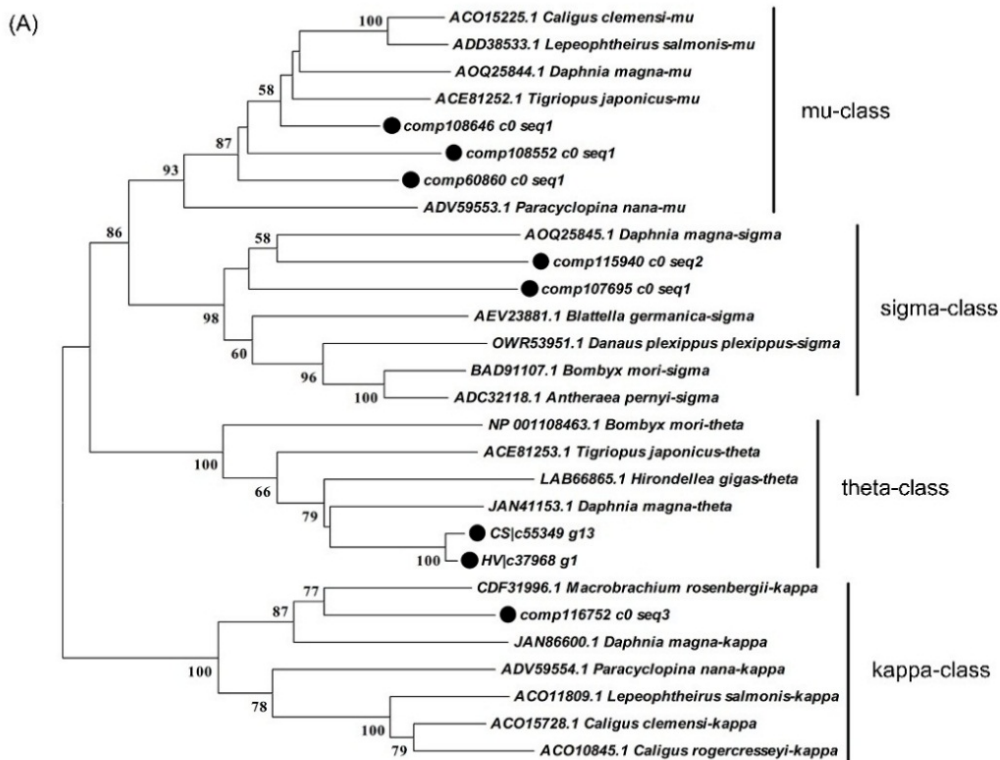 (A)
100
ACO15225.1 Caligus clemensi-mu
ADD38533.1 Lepeophtheirus salmonis-mu
AOQ25844.1 Daphnia magna-mu
58
ACE81252.1 Tigriopus japonicus-mu
mu-class
comp108646 c0 seq1
87
comp108552 c0 seq1
93
comp60860 c0 seq1
ADV59553.1 Paracyclopina nana-mu
86
58
AOQ25845.1 Daphnia magna-sigma
comp115940 c0 seq2
comp107695 c0 seq1
sigma-class
98
AEV23881.1 Blattella germanica-sigma
60
OWR53951.1 Danaus plexippus plexippus-sigma
96
BAD91107.1 Bombyx mori-sigma
100
ADC32118.1 Antheraea pernyi-sigma
NP 001108463.1 Bombyx mori-theta
100
ACE81253.1 Tigriopus japonicus-theta
66
LAB66865.1 Hirondellea gigas-theta
theta-class
79
JAN41153.1 Daphnia magna-theta
CS|c55349 g13
100
HV|c37968 g1
77
CDF31996.1 Macrobrachium rosenbergii-kappa
87
comp116752 c0 seq3
JAN86600.1 Daphnia magna-kappa
100
ADV59554.1 Paracyclopina nana-kappa
kappa-class
78
ACO11809.1 Lepeophtheirus salmonis-kappa
100
ACO15728.1 Caligus clemensi-kappa
79
ACO10845.1 Caligus rogercresseyi-kappa